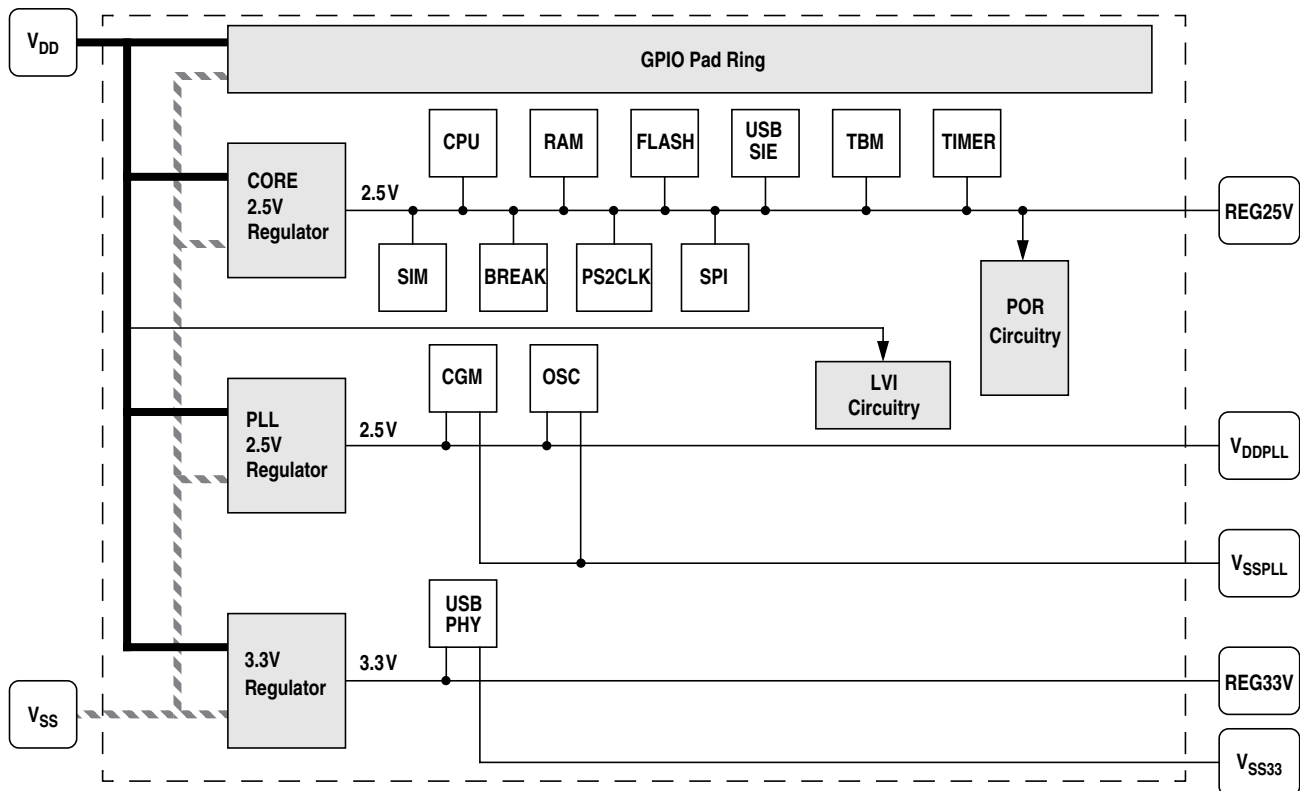 VDD
GPIO Pad Ring
CPU
RAM
FLASH
USB
SIE
TBM
TIMER
CORE
2.5V
Regulator
2.5V
REG25V
SIM
BREAK
PS2CLK
SPI
POR
Circuitry
CGM
OSC
LVI
Circuitry
PLL
2.5V
Regulator
2.5V
VDDPLL
VSSPLL
USB
PHY
3.3V
Regulator
3.3V
REG33V
VSS
VSS33